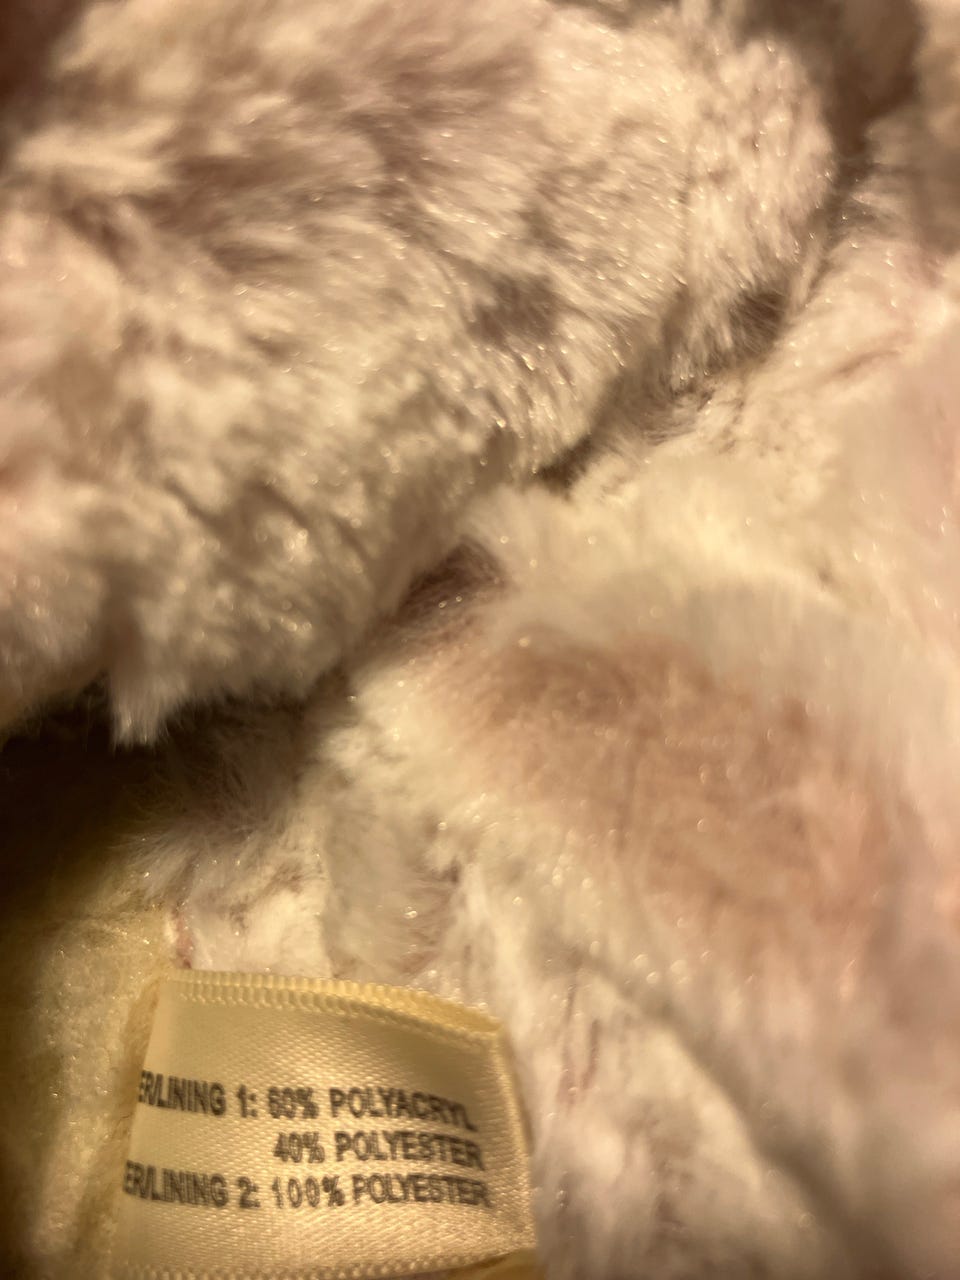 ER/LINING 1: 60% POLYACRYL
40% POLYESTER
ER/LINING 2: 100% POLYESTER